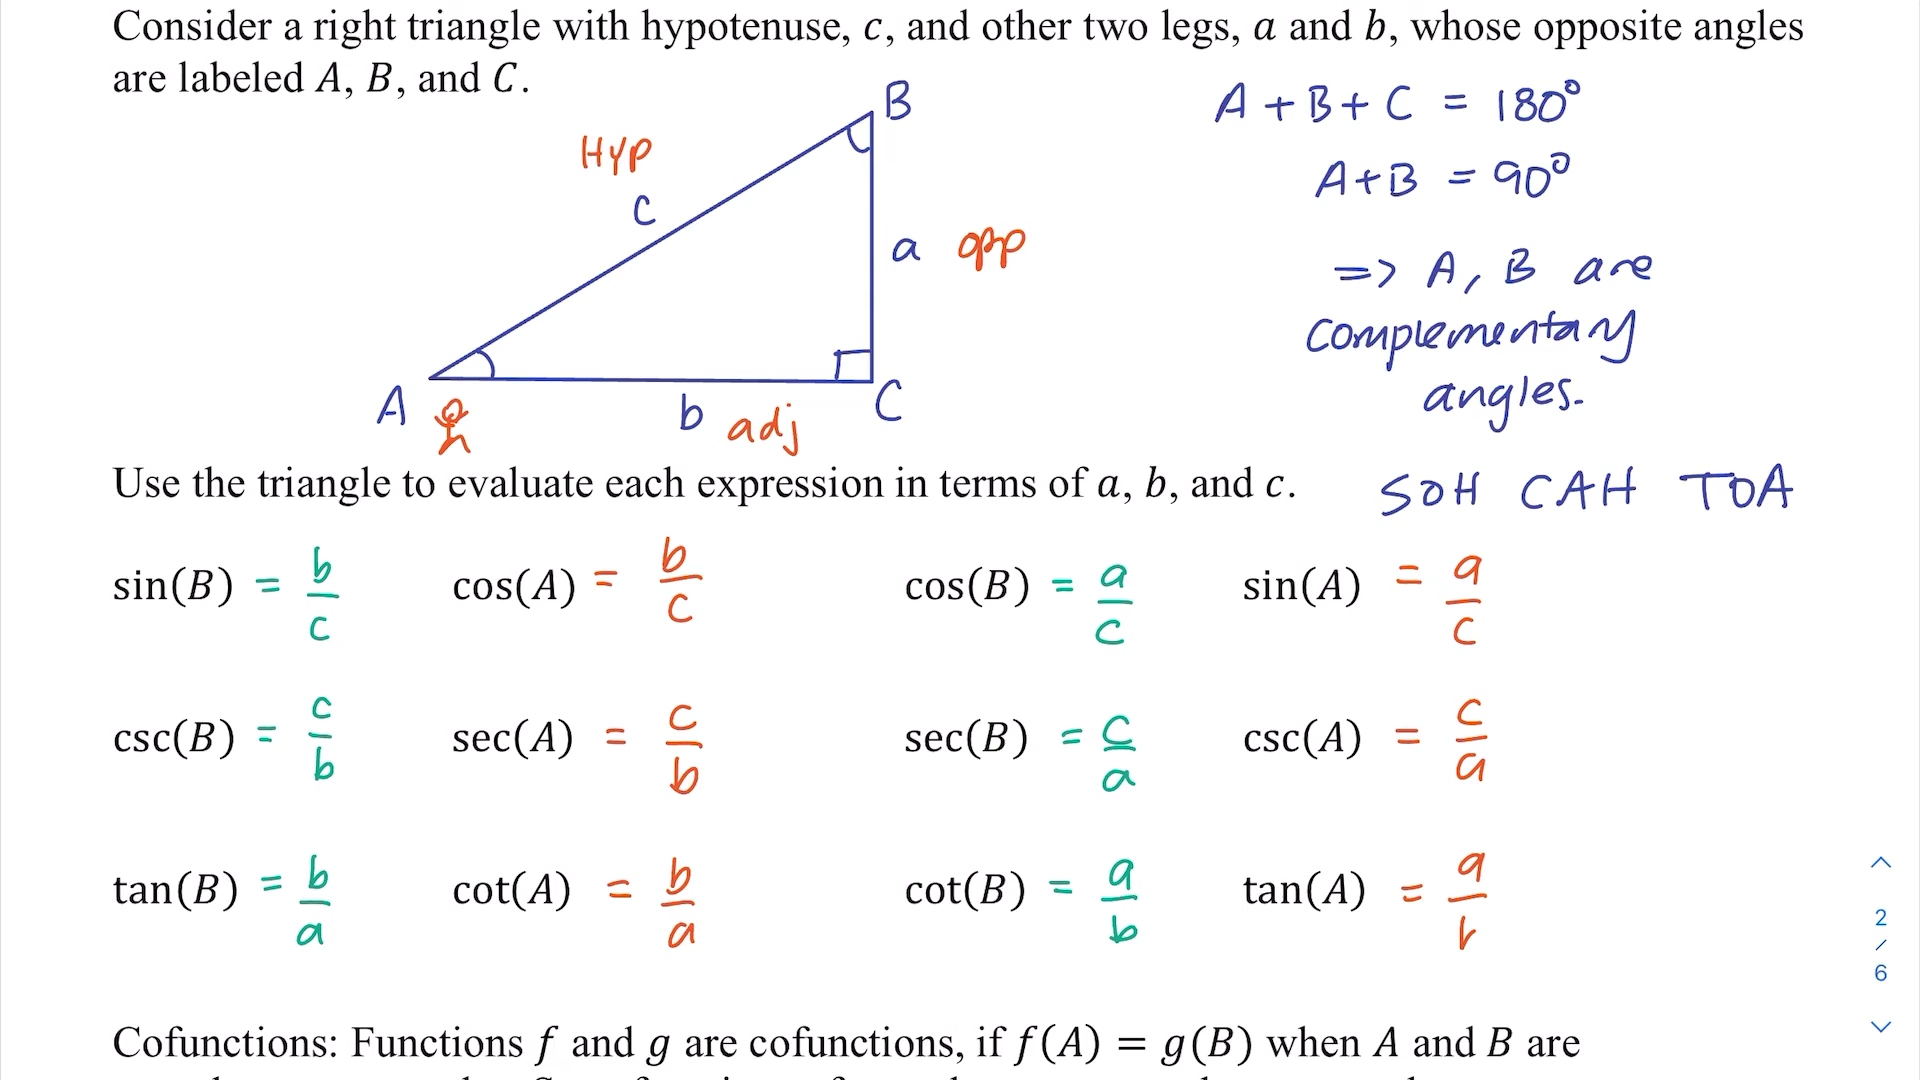 Consider a right triangle with hypotenuse, c, and other two legs, a and b, whose opposite angles
are labeled A, B, and C.
B
A + B + C = 180°
Hyp
A + B = 90°
c
a opp
=> A, B are
complementary
angles.
A
b adj
C
Use the triangle to evaluate each expression in terms of a, b, and c.
SOH CAH TOA
sin(B) = b/c cos(A) = b/c cos(B) = a/c sin(A) = a/c
csc(B) = c/b sec(A) = c/b sec(B) = c/a csc(A) = c/a
tan(B) = b/a cot(A) = b/a cot(B) = a/b tan(A) = a/
2
/
6
Cofunctions: Functions f and g are cofunctions, if f(A) = g(B) when A and B are